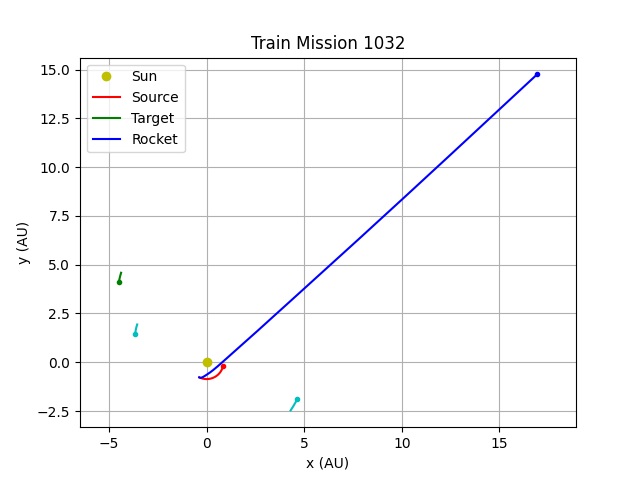 Train Mission 1032
Sun
Source
Target
Rocket
15.0
12.5
10.0
7.5
5.0
2.5
0.0
−2.5
y (AU)
−5
0
5
10
15
x (AU)